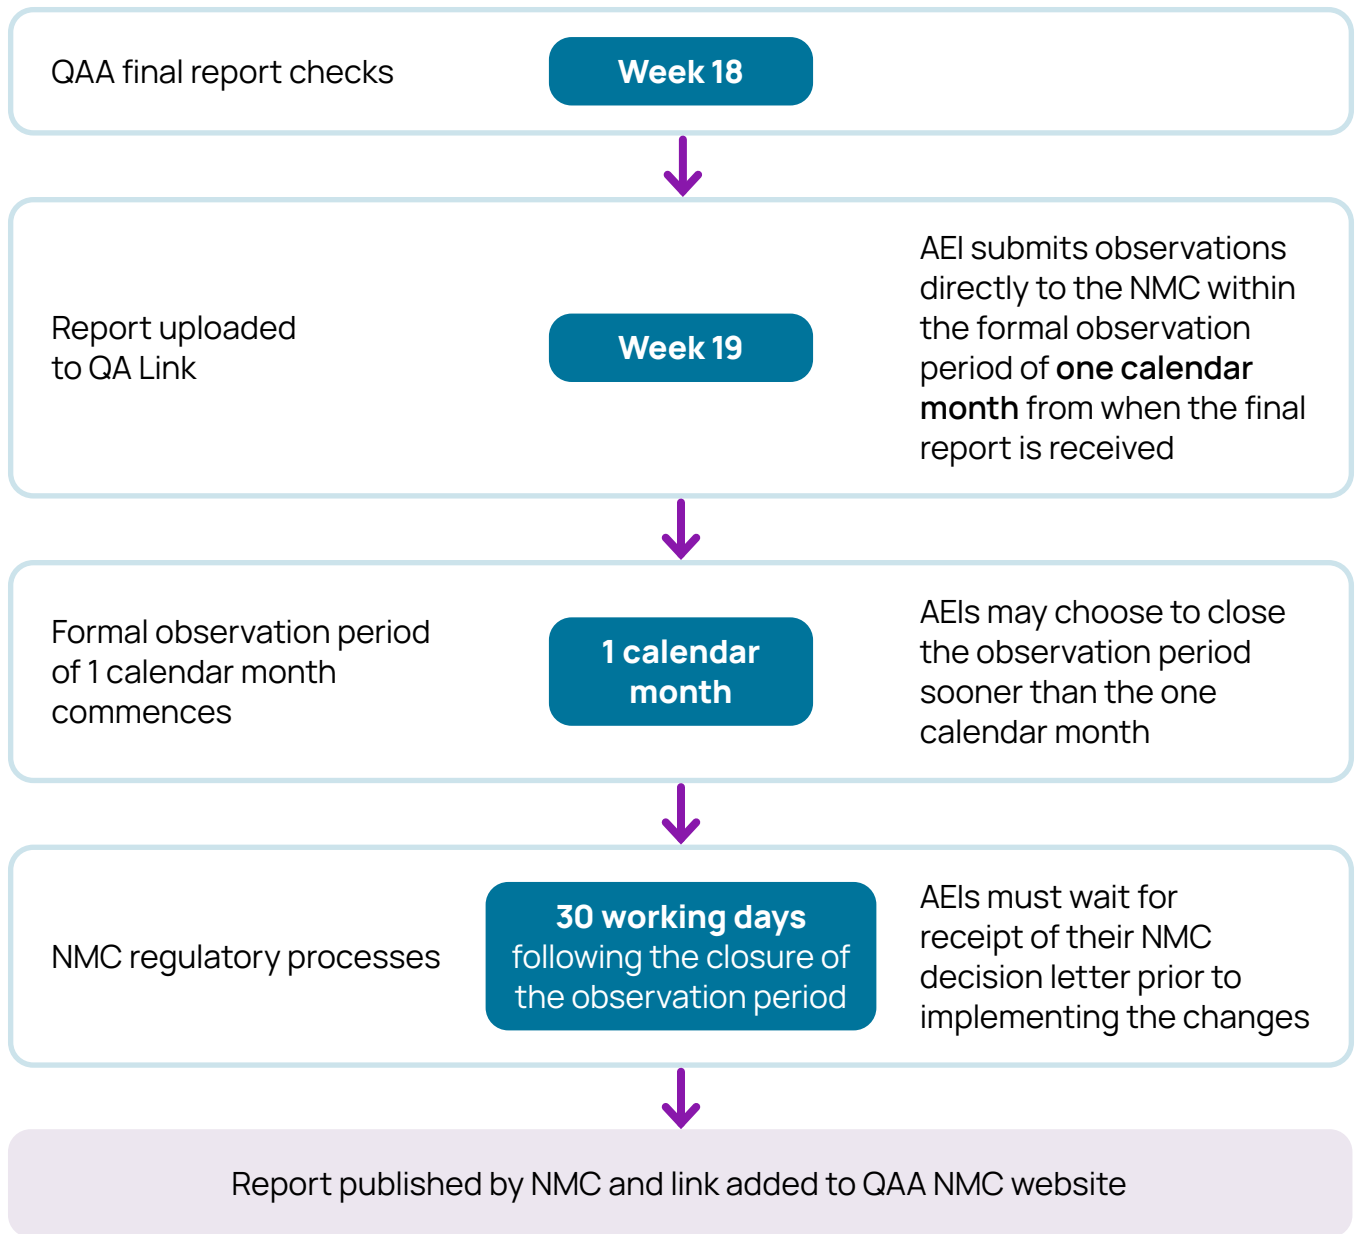 QAA final report checks
Week 18
Report uploaded
to QA Link
Week 19
AEI submits observations
directly to the NMC within
the formal observation
period of one calendar
month from when the final
report is received
Formal observation period
of 1 calendar month
commences
1 calendar
month
AEIs may choose to close
the observation period
sooner than the one
calendar month
NMC regulatory processes
30 working days
following the closure of
the observation period
AEIs must wait for
receipt of their NMC
decision letter prior to
implementing the changes
Report published by NMC and link added to QAA NMC website